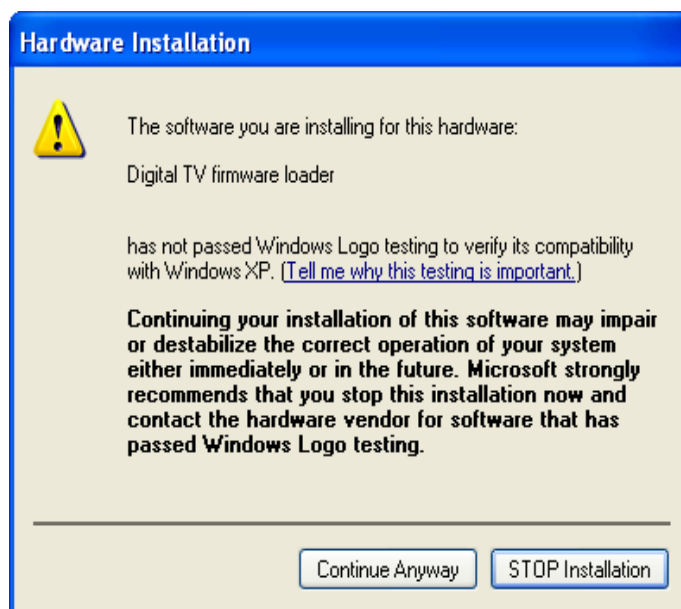 Hardware Installation
The software you are installing for this hardware:
Digital TV firmware loader
has not passed Windows Logo testing to verify its compatibility
with Windows XP. (Tell me why this testing is important.)
Continuing your installation of this software may impair
or destabilize the correct operation of your system
either immediately or in the future. Microsoft strongly
recommends that you stop this installation now and
contact the hardware vendor for software that has
passed Windows Logo testing.
Continue Anyway STOP Installation